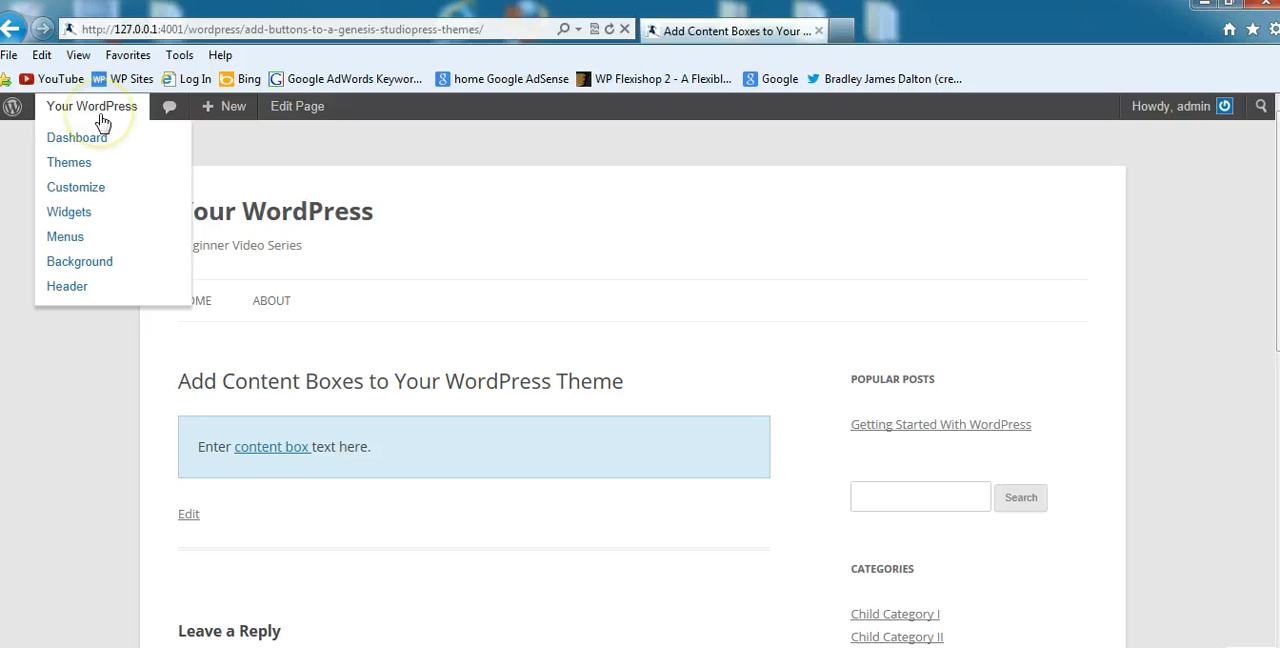 http://127.0.0.1:4001/wordpress/add-buttons-to-a-genesis-studiopress-themes/
Add Content Boxes to Your ...
File Edit View Favorites Tools Help
YouTube WP Sites Log In Bing Google AdWords Keywor... home Google AdSense WP Flexishop 2 - A Flexibl... Google Bradley James Dalton (cre...
Your WordPress + New Edit Page Howdy, admin
Dashboard
Themes
Customize
Widgets
Menus
Background
Header
our WordPress
ginner Video Series
OME ABOUT
Add Content Boxes to Your WordPress Theme
Enter content box text here.
Edit
Leave a Reply
POPULAR POSTS
Getting Started With WordPress
Search
CATEGORIES
Child Category I
Child Category II